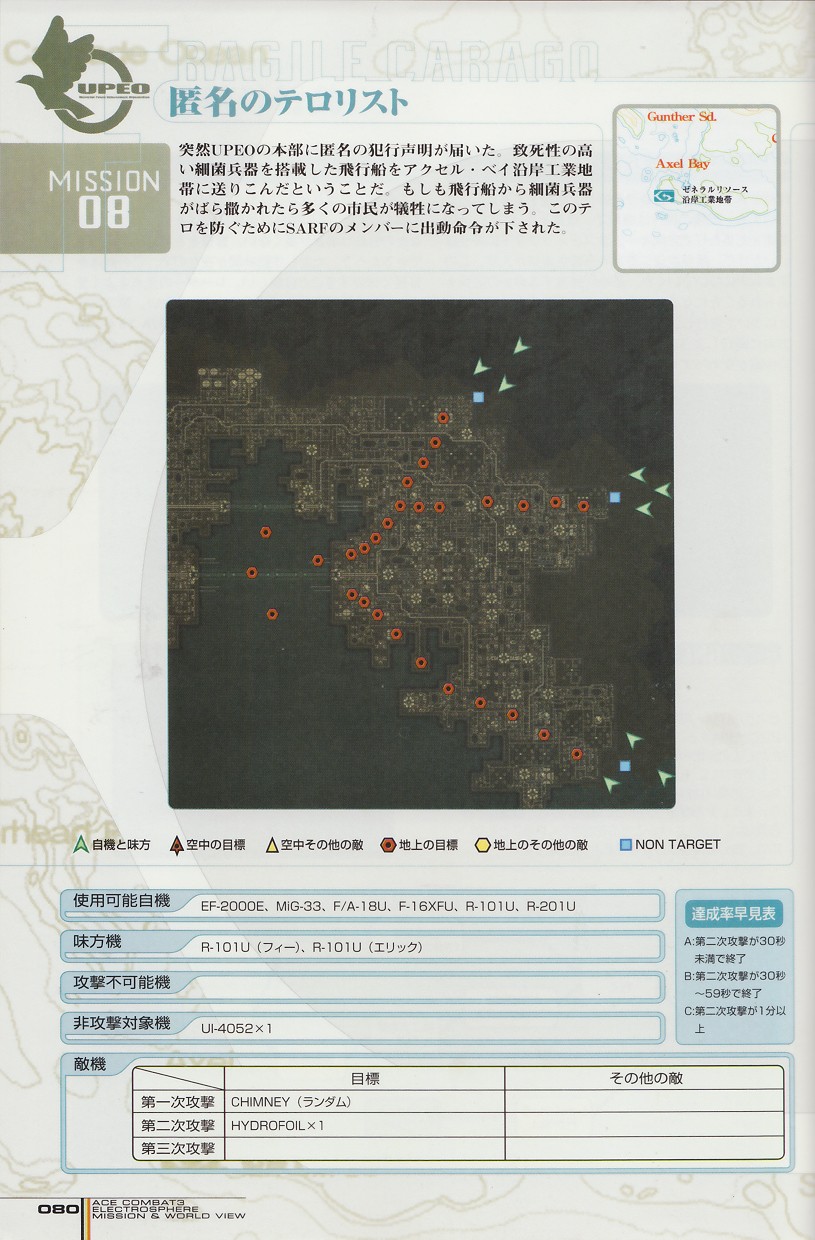 RAGILE CARAGO
UPEO
匿名のテロリスト
MISSION
08
突然UPEOの本部に匿名の犯行声明が届いた。致死性の高
い細菌兵器を搭載した飛行船をアクセル・ベイ沿岸工業地
帯に送りこんだということだ。もしも飛行船から細菌兵器
がばら撒かれたら多くの市民が犠牲になってしまう。このテ
ロを防ぐためにSARFのメンバーに出動命令が下された。
Gunther Sd.
Axel Bay
ゼネラルリソース
沿岸工業地帯
自機と味方
空中の目標
空中その他の敵
地上の目標
地上のその他の敵
NON TARGET
使用可能自機
EF-2000E、MiG-33、F/A-18U、F-16XFU、R-101U、R-201U
味方機
R-101U（フィー）、R-101U（エリック）
攻撃不可能機
非攻撃対象機
UI-4052×1
達成率早見表
A:第二次攻撃が30秒
未満で終了
B:第二次攻撃が30秒
～59秒で終了
C:第二次攻撃が1分以
上
敵機
目標
その他の敵
第一次攻撃
CHIMNEY（ランダム）
第二次攻撃
HYDROFOIL×1
第三次攻撃
080
ACE COMBAT3
ELECTROSPHERE
MISSION & WORLD VIEW